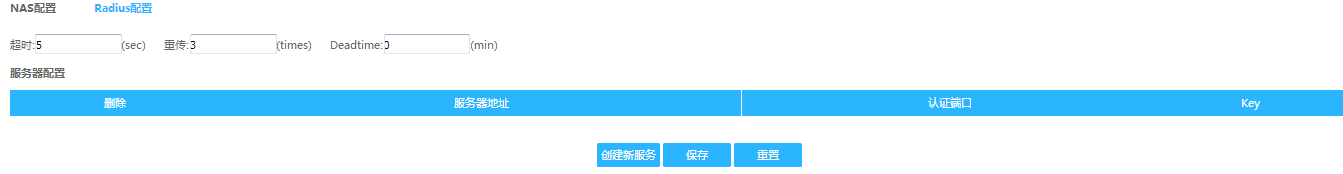 NAS配置 Radius配置
超时:5(sec) 重传:3(times) Deadtime:0(min)
服务器配置
删除 服务器地址 认证端口 Key
创建新服务 保存 重置